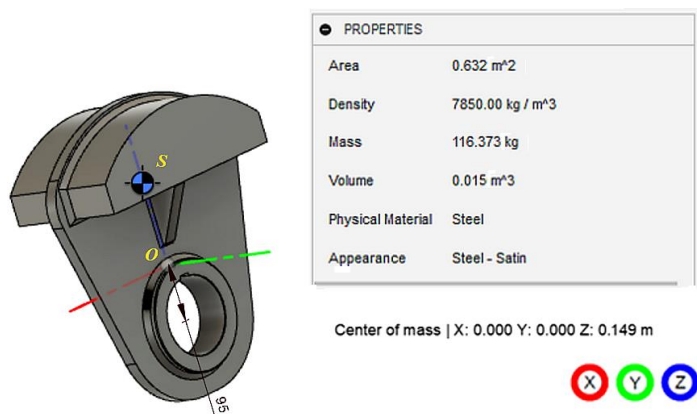 PROPERTIES
Area 0.632 m^2
Density 7850.00 kg / m^3
Mass 116.373 kg
Volume 0.015 m^3
Physical Material Steel
Appearance Steel - Satin
S
O
95
Center of mass | X: 0.000 Y: 0.000 Z: 0.149 m
X Y Z